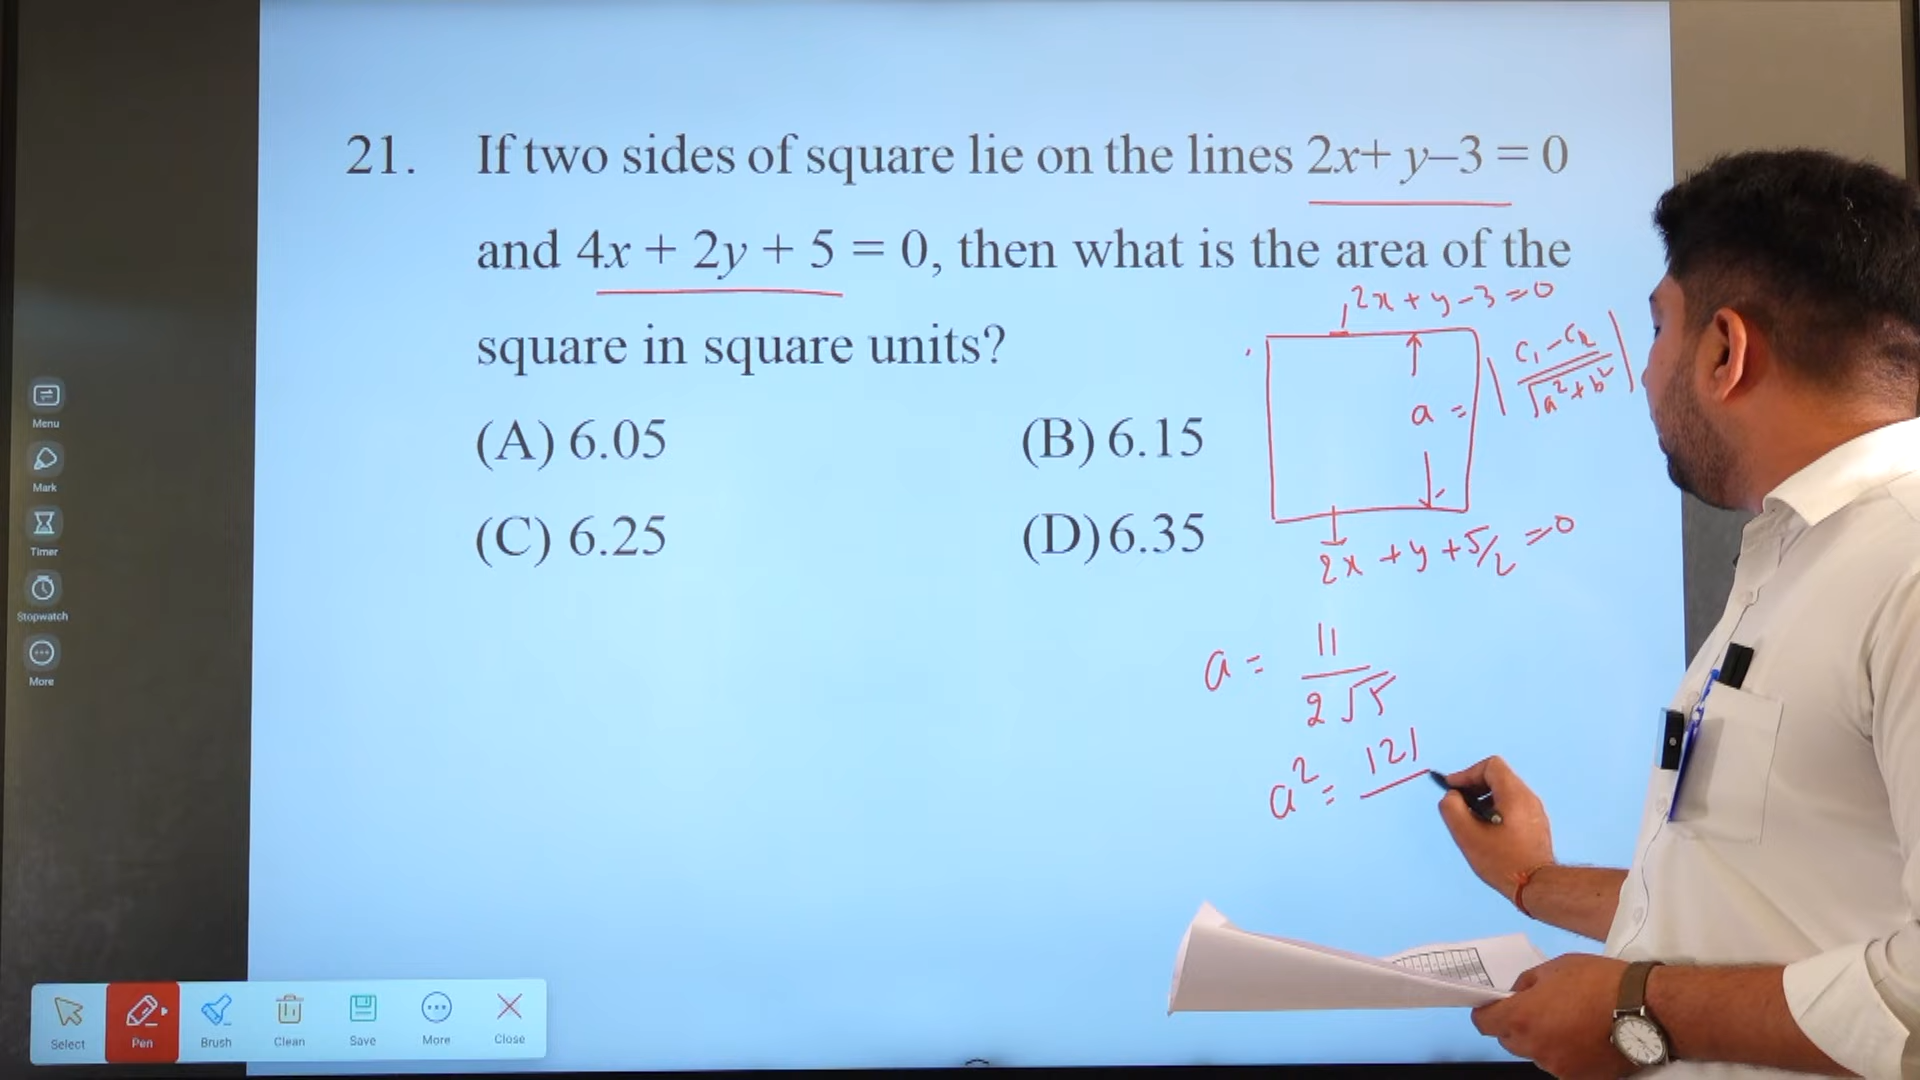 21. If two sides of square lie on the lines 2x+ y–3 = 0
and 4x + 2y + 5 = 0, then what is the area of the
square in square units?
(A) 6.05 (B) 6.15
(C) 6.25 (D) 6.35
2x + y - 3 = 0
a = | C₁ - C₂ / √a² + b² |
2x + y + 5/2 = 0
a = 11 / 2√5
a² = 121
Menu
Mark
Timer
Stopwatch
More
Select Pen Brush Clean Save More Close